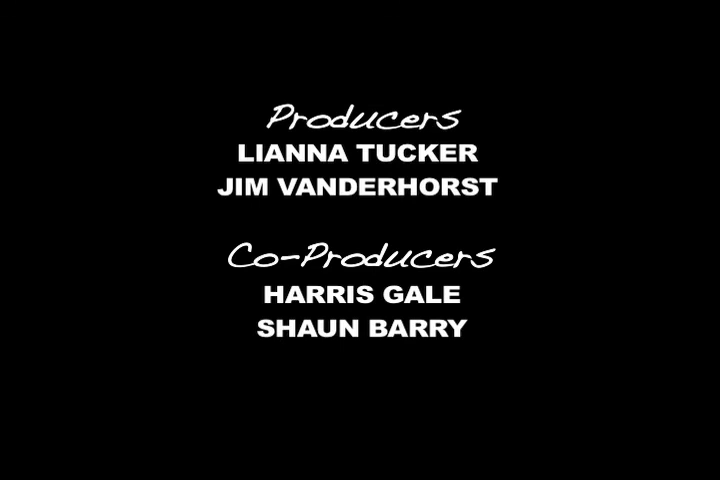 Producers
LIANNA TUCKER
JIM VANDERHORST
Co-Producers
HARRIS GALE
SHAUN BARRY